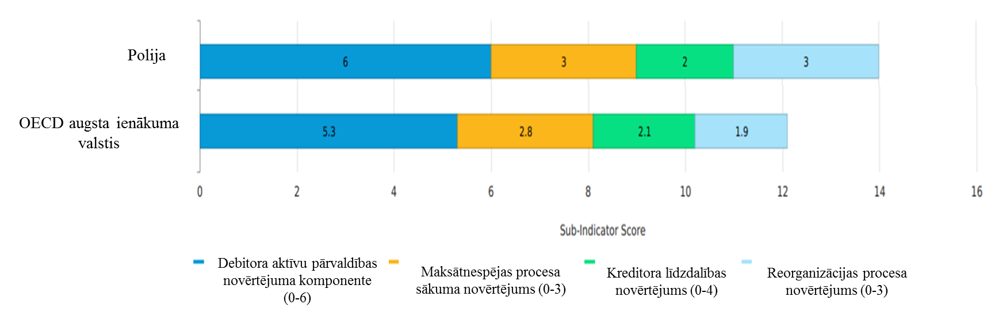 Polija
6
3
2
3
OECD augsta ienākuma
valstis
5.3
2.8
2.1
1.9
0
2
4
6
8
10
12
14
16
Sub-Indicator Score
Debitora aktīvu pārvaldības
novērtējuma komponente
(0-6)
Maksātnespējas procesa
sākuma novērtējums (0-3)
Kreditora līdzdalības
novērtējums (0-4)
Reorganizācijas procesa
novērtējums (0-3)